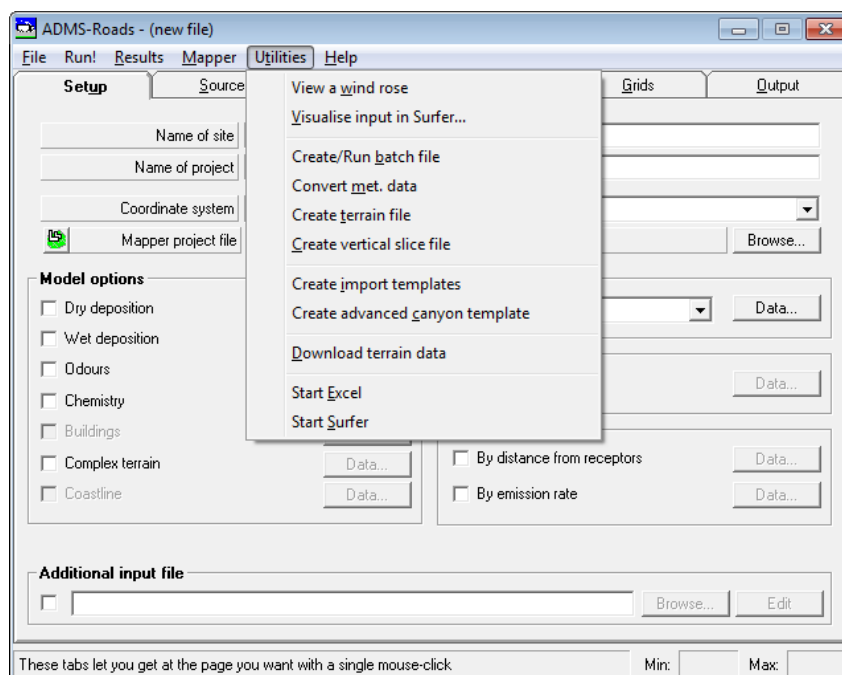 ADMS-Roads - (new file)
File Run! Results Mapper Utilities Help
Setup Source Grids Output
View a wind rose
Visualise input in Surfer...
Create/Run batch file
Convert met. data
Create terrain file
Create vertical slice file
Create import templates
Create advanced canyon template
Download terrain data
Start Excel
Start Surfer
Name of site
Name of project
Coordinate system
Mapper project file Browse...
Model options
Dry deposition Data...
Wet deposition
Odours
Chemistry Data...
Buildings
Complex terrain Data... By distance from receptors Data...
Coastline Data... By emission rate Data...
Additional input file
Browse... Edit
These tabs let you get at the page you want with a single mouse-click Min: Max: